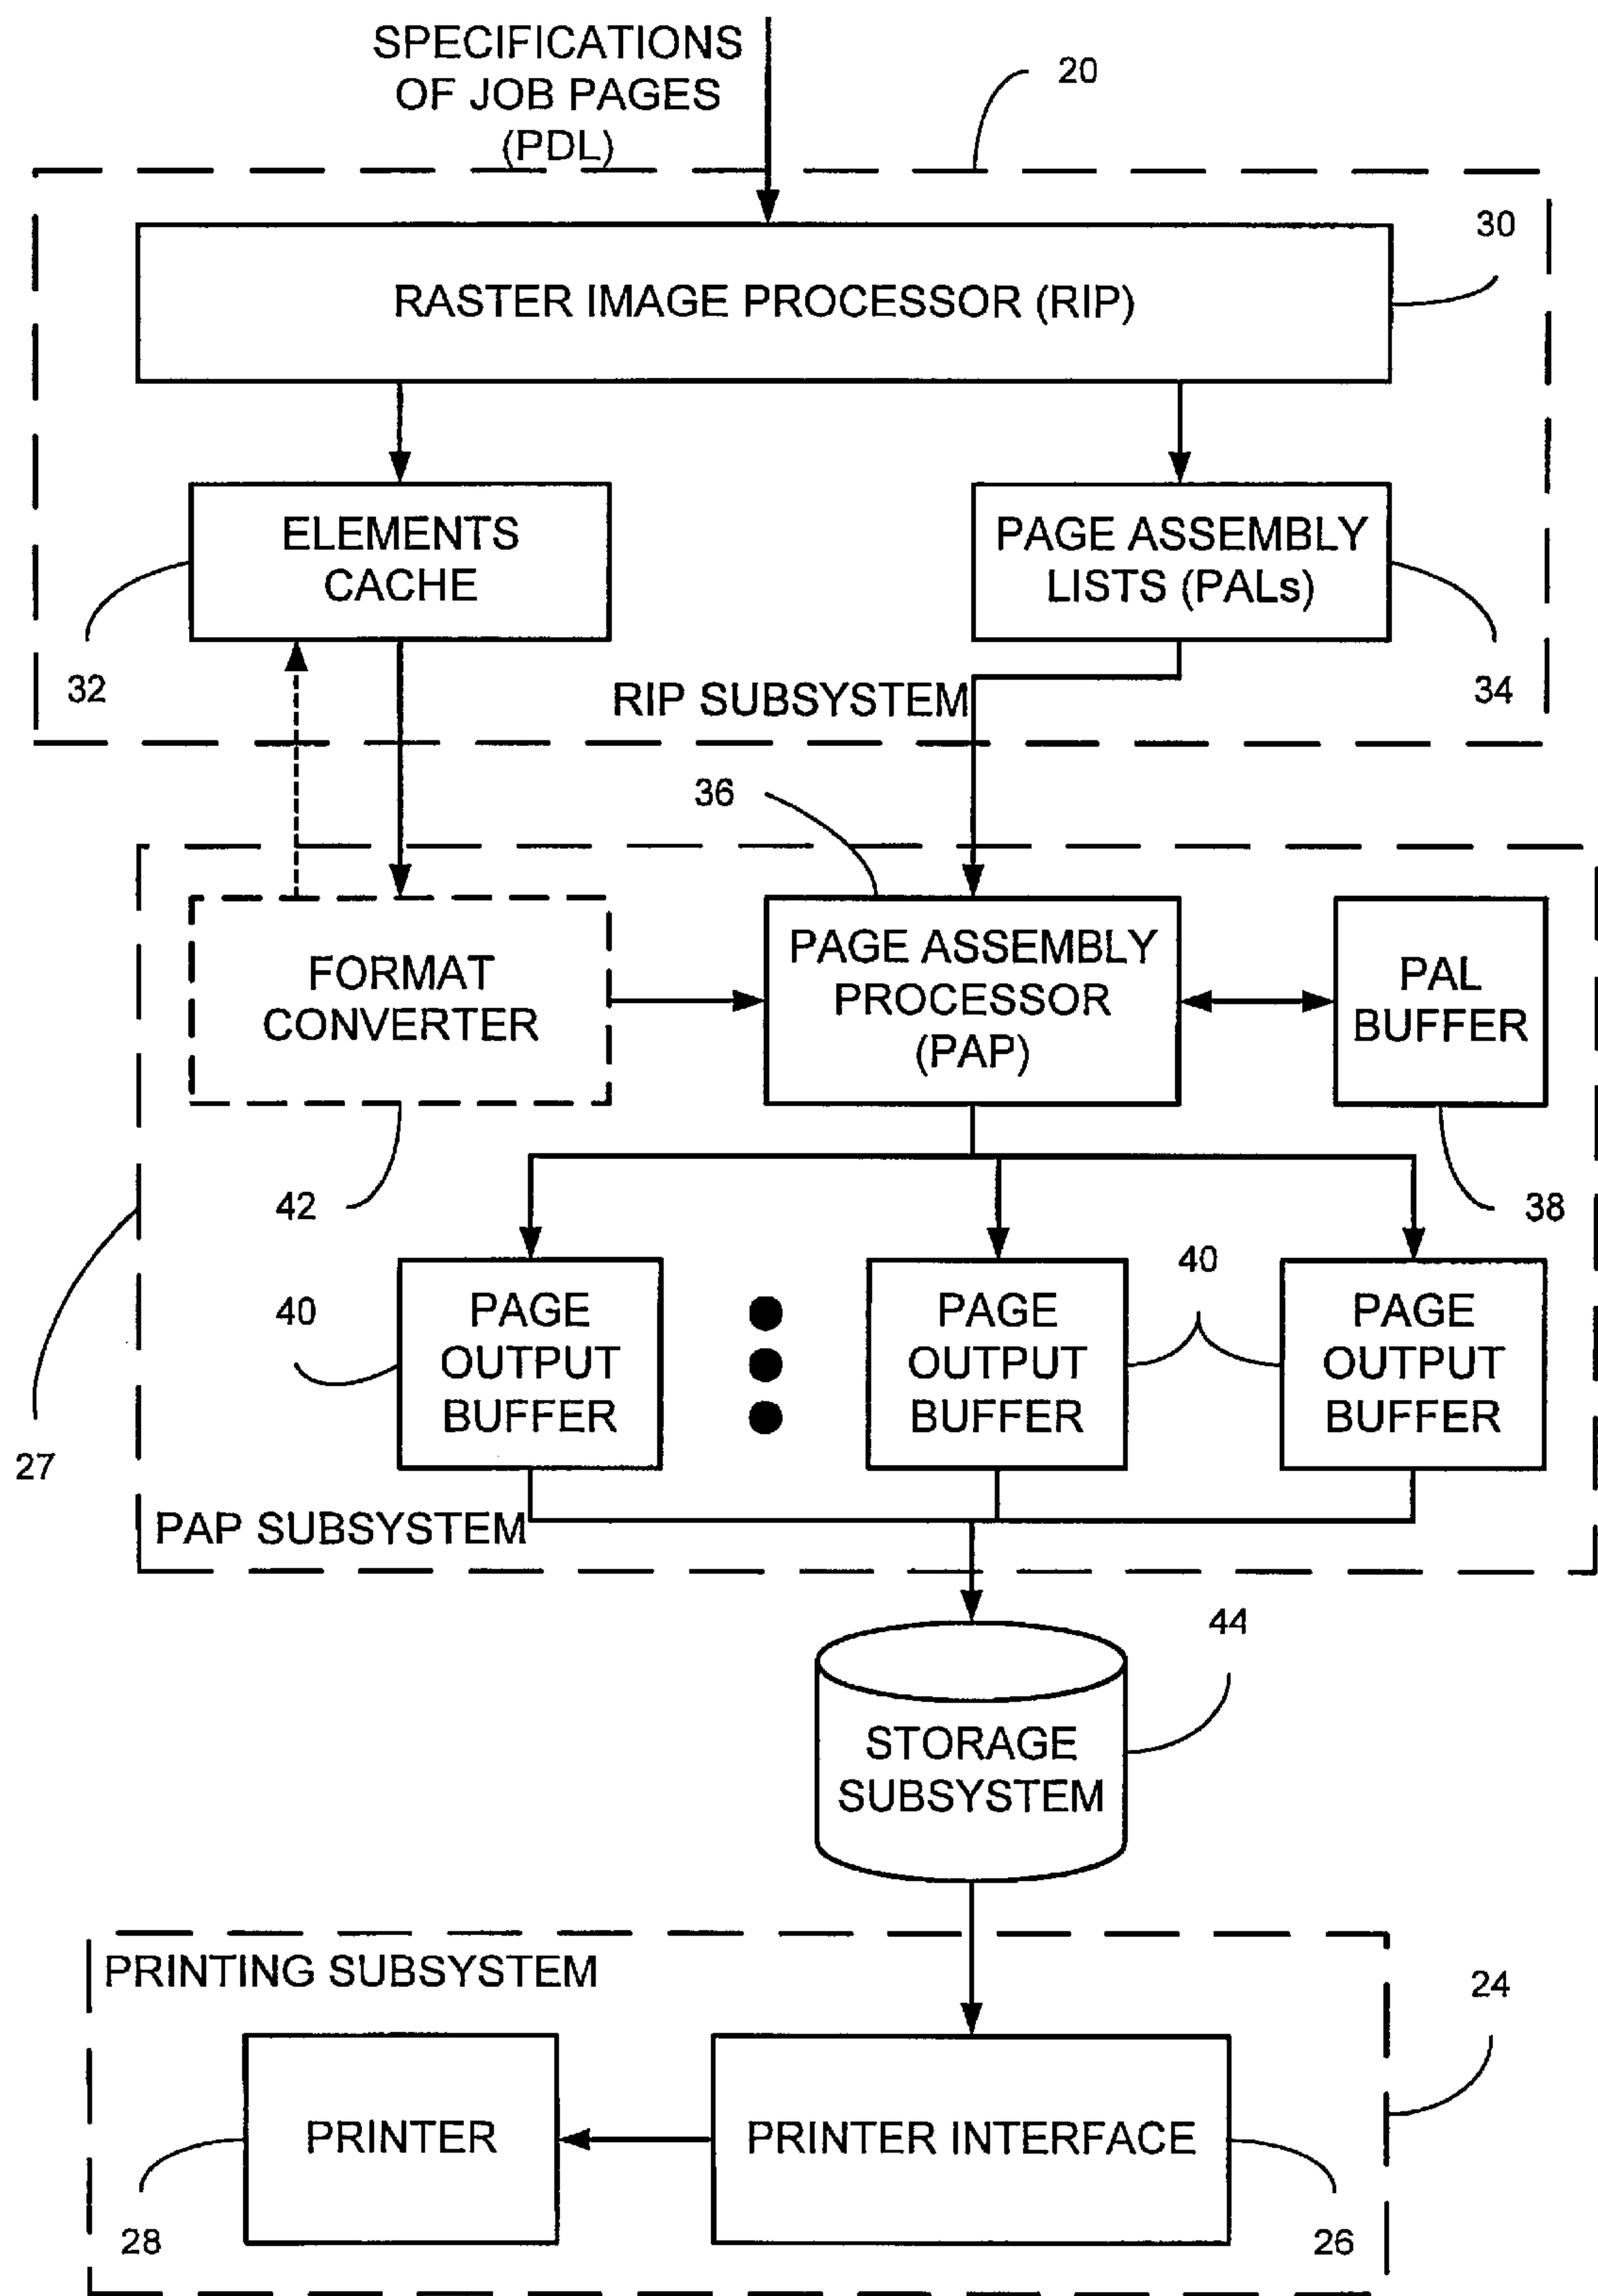 SPECIFICATIONS
OF JOB PAGES
(PDL)
20
30
RASTER IMAGE PROCESSOR (RIP)
ELEMENTS
CACHE
PAGE ASSEMBLY
LISTS (PALs)
32
RIP SUBSYSTEM
34
36
FORMAT
CONVERTER
PAGE ASSEMBLY
PROCESSOR
(PAP)
PAL
BUFFER
42
38
40
40
PAGE
OUTPUT
BUFFER
PAGE
OUTPUT
BUFFER
PAGE
OUTPUT
BUFFER
27
PAP SUBSYSTEM
44
STORAGE
SUBSYSTEM
PRINTING SUBSYSTEM
24
PRINTER
PRINTER INTERFACE
28
26